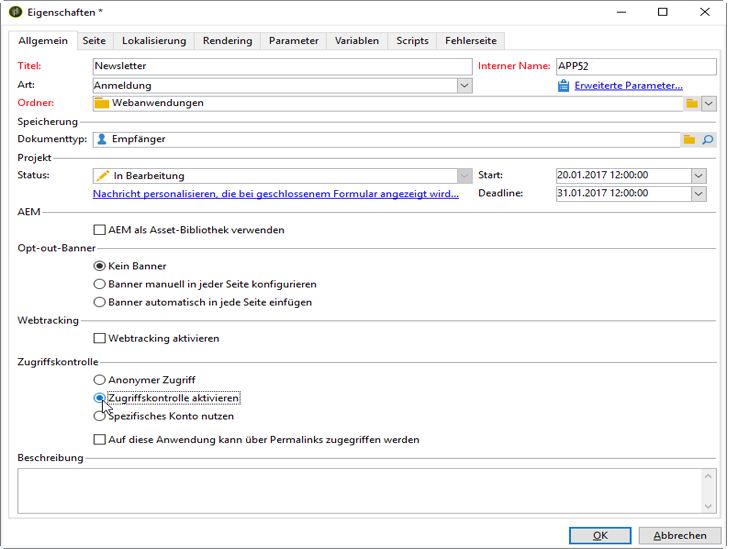 Eigenschaften *
Allgemein Seite Lokalisierung Rendering Parameter Variablen Scripts Fehlerseite
Titel: Newsletter Interner Name: APP52
Art: Anmeldung Erweiterte Parameter...
Ordner: Webanwendungen
Speicherung
Dokumenttyp: Empfänger
Projekt
Status: In Bearbeitung Start: 20.01.2017 12:00:00
Nachricht personalisieren, die bei geschlossenem Formular angezeigt wird... Deadline: 31.01.2017 12:00:00
AEM
AEM als Asset-Bibliothek verwenden
Opt-out-Banner
Kein Banner
Banner manuell in jeder Seite konfigurieren
Banner automatisch in jede Seite einfügen
Webtracking
Webtracking aktivieren
Zugriffskontrolle
Anonymer Zugriff
Zugriffskontrolle aktivieren
Spezifisches Konto nutzen
Auf diese Anwendung kann über Permalinks zugegriffen werden
Beschreibung
OK Abbrechen